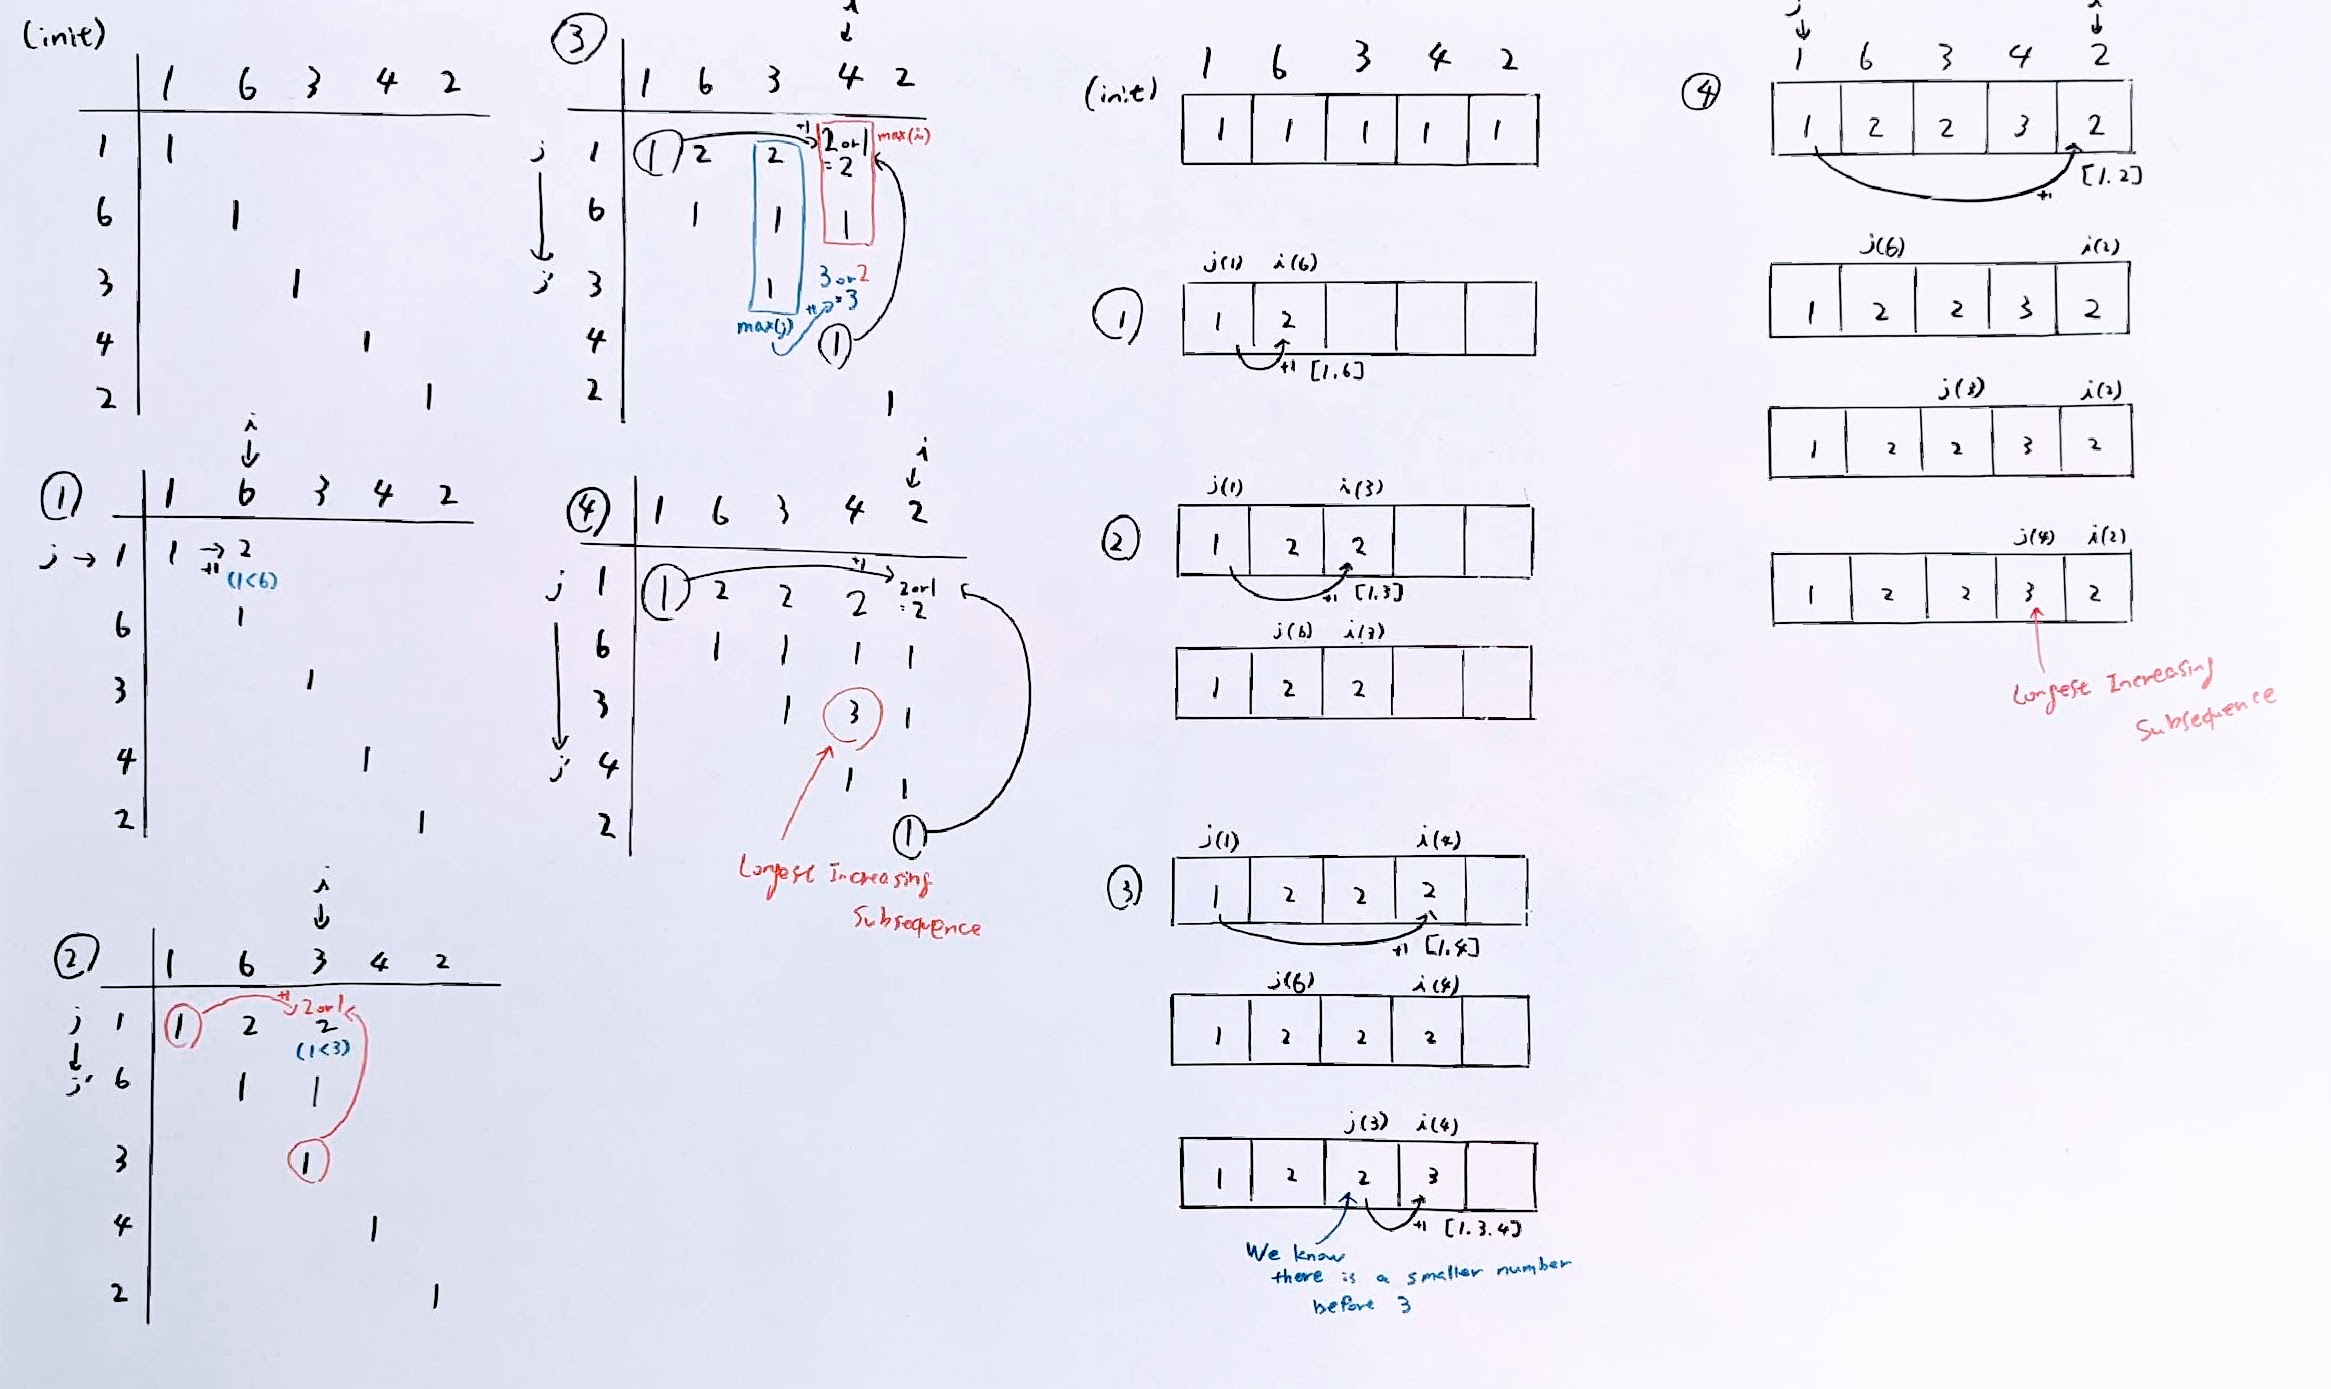 (init)
1 6 3 4 2
1 1
6 1
3 1
4 1
2 1
i
↓
① 1 6 3 4 2
j → 1 1 → 2
+1 (1<6)
6 1
3 1
4 1
2 1
i
↓
② 1 6 3 4 2
+1 2 or 1
j 1 1 2 2
↓ (1<3)
j' 6 1 1
3 1
4 1
2 1
i
↓
③ 1 6 3 4 2
+1 2 or 1 max(i)
j 1 1 2 2 = 2
↓ 6 1 1 1
j' 3 1 3 or 2
+1 = 3
max(j)
4 1
2 1
i
↓
④ 1 6 3 4 2
+1
j 1 1 2 2 2 2 or 1
= 2
↓ 6 1 1 1 1
3 1 3 1
j' 4 1 1
2 1
Longest Increasing
Subsequence
1 6 3 4 2
(init) 1 1 1 1 1
j(1) i(6)
① 1 2
+1 [1.6]
j(1) i(3)
② 1 2 2
+1 [1.3]
j(6) i(3)
1 2 2
j(1) i(4)
③ 1 2 2 2
+1 [1.4]
j(6) i(4)
1 2 2 2
j(3) i(4)
1 2 2 3
+1 [1.3.4]
We know
there is a smaller number
before 3
j i
↓ ↓
1 6 3 4 2
④ 1 2 2 3 2
+1 [1.2]
j(6) i(2)
1 2 2 3 2
j(3) i(2)
1 2 2 3 2
j(4) i(2)
1 2 2 3 2
Longest Increasing
Subsequence